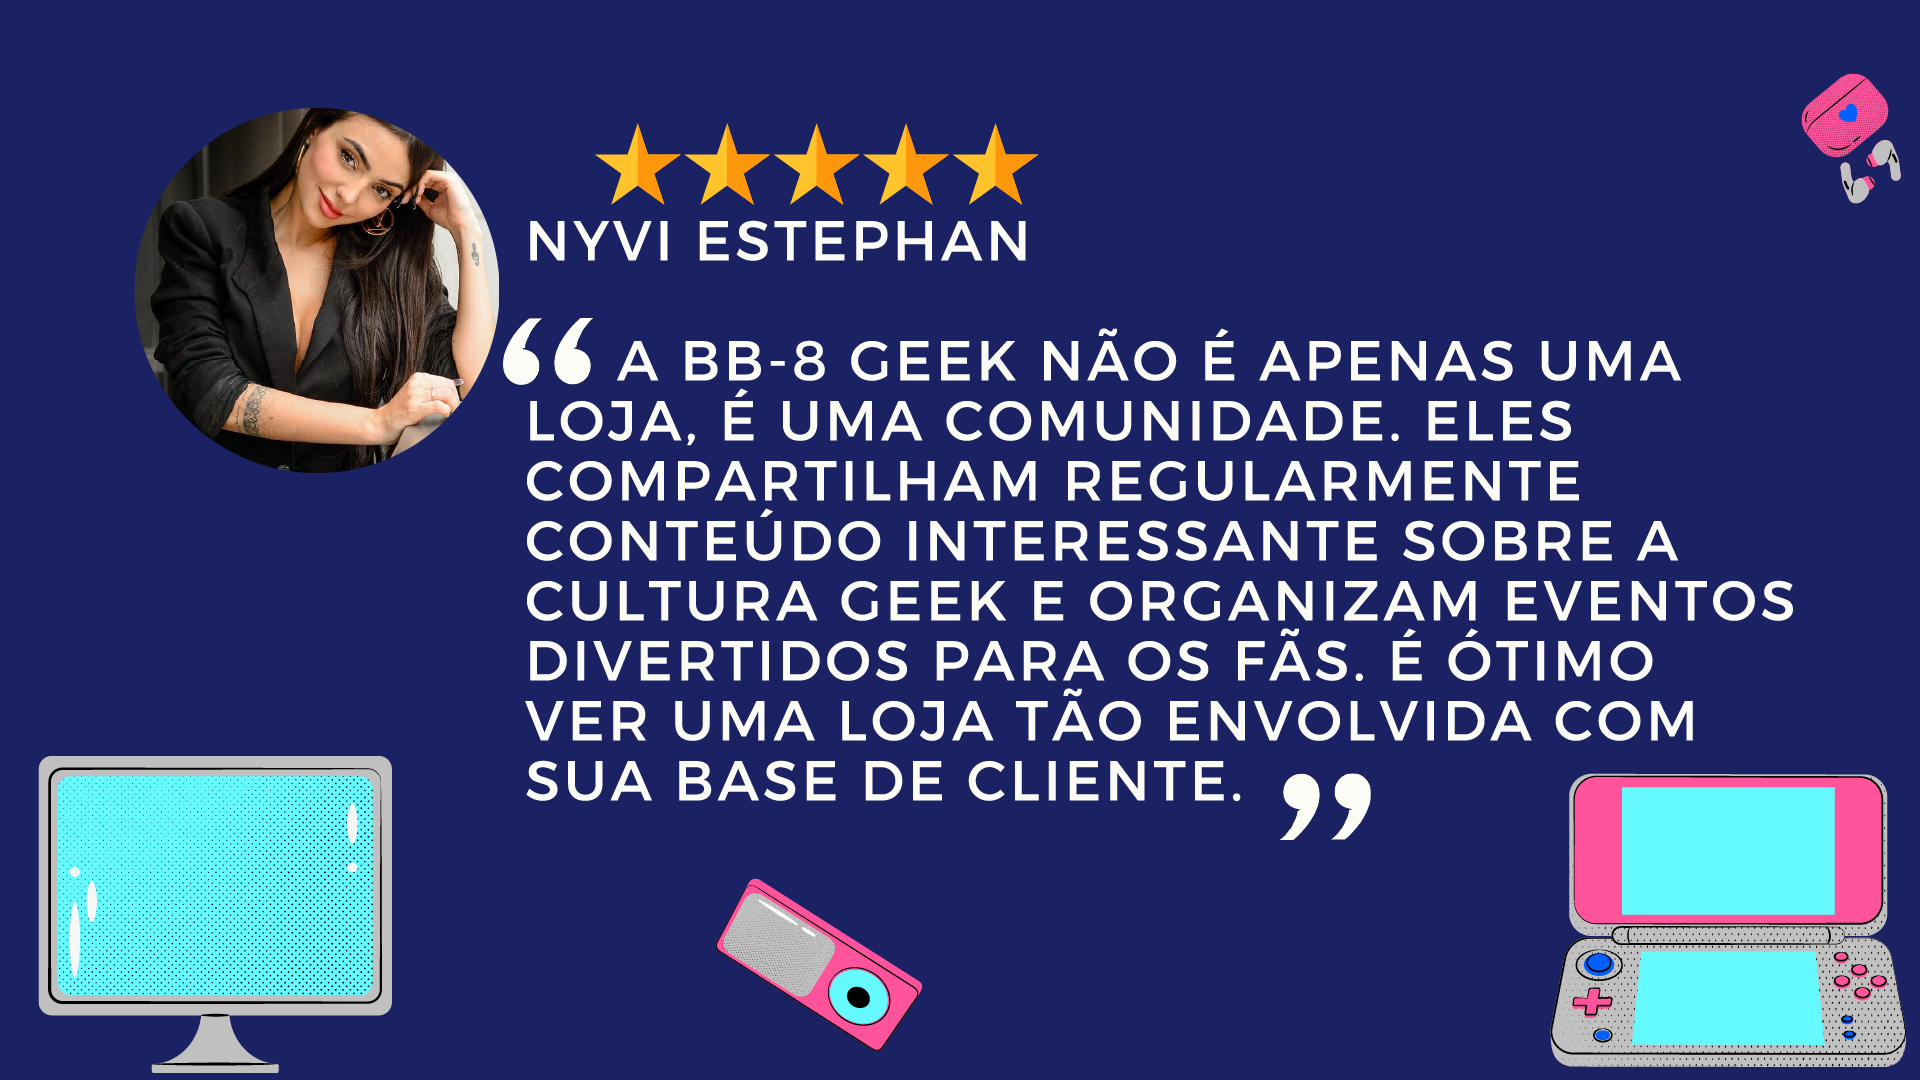 NYVI ESTEPHAN
“ A BB-8 GEEK NÃO É APENAS UMA
LOJA, É UMA COMUNIDADE. ELES
COMPARTILHAM REGULARMENTE
CONTEÚDO INTERESSANTE SOBRE A
CULTURA GEEK E ORGANIZAM EVENTOS
DIVERTIDOS PARA OS FÃS. É ÓTIMO
VER UMA LOJA TÃO ENVOLVIDA COM
SUA BASE DE CLIENTE. ”